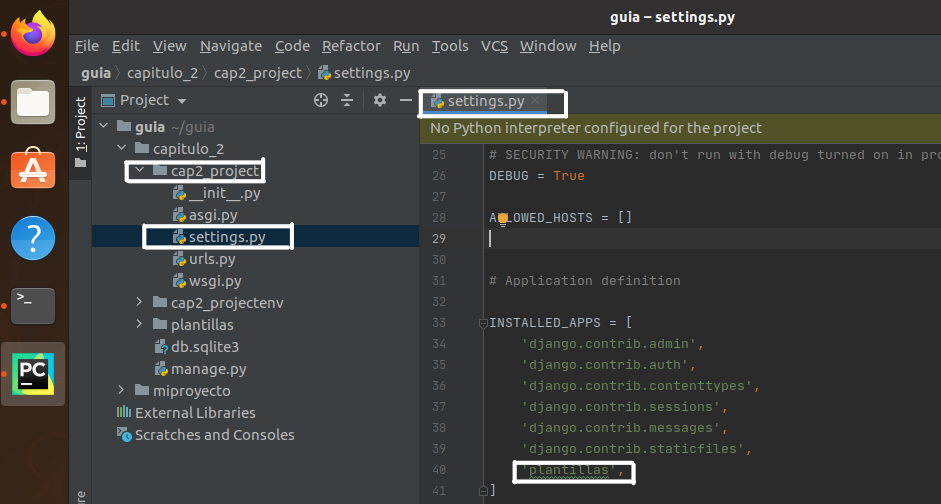 guia – settings.py
File Edit View Navigate Code Refactor Run Tools VCS Window Help
guia 〉 capitulo_2 〉 cap2_project 〉 settings.py
1: Project
Project
guia ~/guia
capitulo_2
cap2_project
__init__.py
asgi.py
settings.py
urls.py
wsgi.py
cap2_projectenv
plantillas
db.sqlite3
manage.py
miproyecto
External Libraries
Scratches and Consoles
settings.py ×
No Python interpreter configured for the project
25 # SECURITY WARNING: don't run with debug turned on in pro
26 DEBUG = True
27
28 ALLOWED_HOSTS = []
29
30
31 # Application definition
32
33 INSTALLED_APPS = [
34 'django.contrib.admin',
35 'django.contrib.auth',
36 'django.contrib.contenttypes',
37 'django.contrib.sessions',
38 'django.contrib.messages',
39 'django.contrib.staticfiles',
40 'plantillas',
41 ]
>_
?
A
PC
re